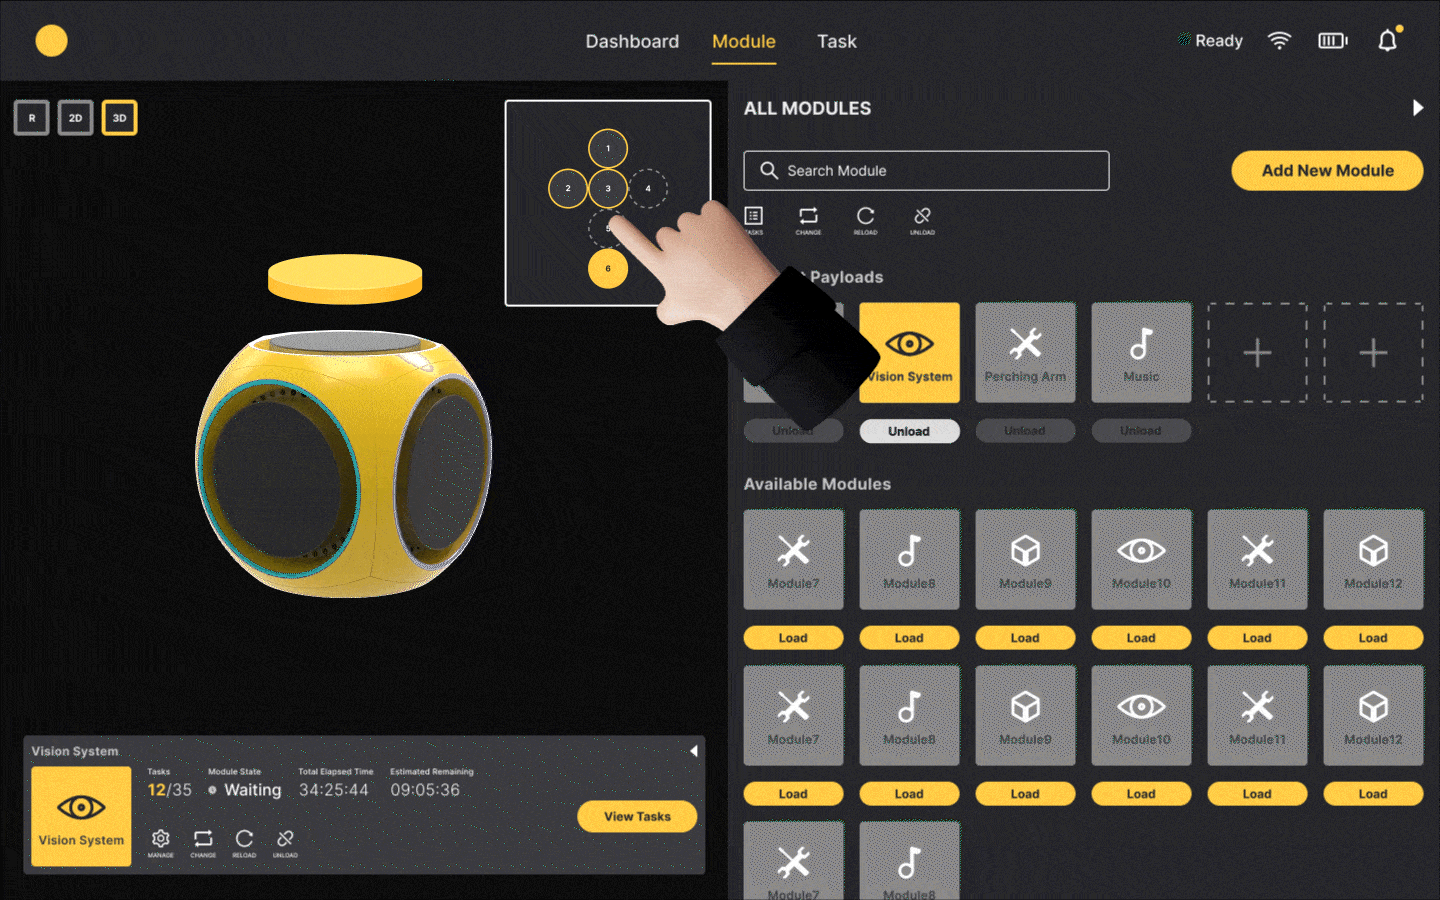 Dashboard
Module
Task
Ready
R
2D
3D
1
2
3
4
5
6
ALL MODULES
Search Module
Add New Module
CHANGE
RELOAD
UNLOAD
Payloads
Vision System
Perching Arm
Music
Unload
Unload
Unload
Unload
Available Modules
Module7
Module8
Module9
Module10
Module11
Module12
Load
Load
Load
Load
Load
Load
Module7
Module8
Module9
Module10
Module11
Module12
Load
Load
Load
Load
Load
Load
Module7
Module8
Vision System
Vision System
Tasks
12/35
Module State
Waiting
Total Elapsed Time
34:25:44
Estimated Remaining
09:05:36
View Tasks
MANAGE
CHANGE
RELOAD
UNLOAD